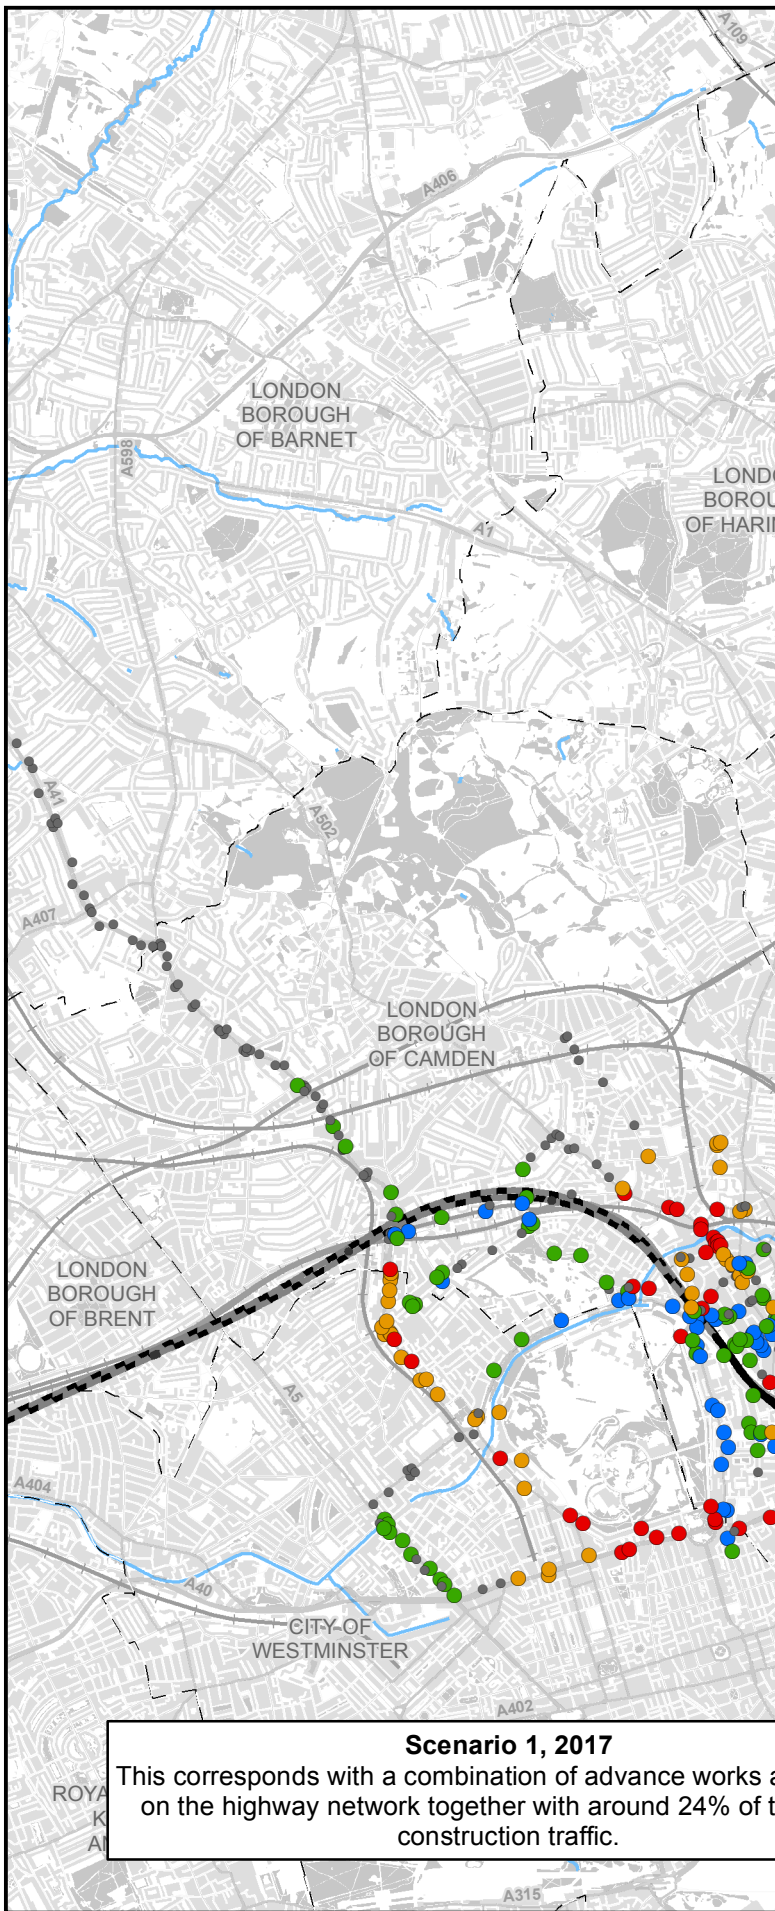 A109
A406
LONDON
BOROUGH
OF BARNET
A598
LONDO
BOROU
OF HARIN
A1
A41
A502
A407
LONDON
BOROUGH
OF CAMDEN
LONDON
BOROUGH
OF BRENT
A5
A404
A40
CITY OF
WESTMINSTER
A402
Scenario 1, 2017
This corresponds with a combination of advance works a
on the highway network together with around 24% of t
construction traffic.
ROYA
K
AN
A315